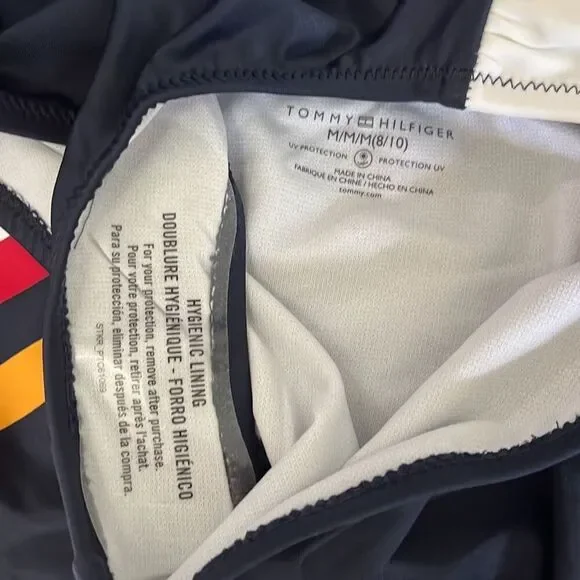 TOMMY HILFIGER
M/M/M(8/10)
UV PROTECTION PROTECTION UV
MADE IN CHINA
FABRIQUE EN CHINE / HECHO EN CHINA
tommy.com
HYGIENIC LINING
DOUBLURE HYGIÉNIQUE - FORRO HIGIÉNICO
For your protection, remove after purchase.
Pour votre protection, retirer après l'achat.
Para su protección, eliminar después de la compra.